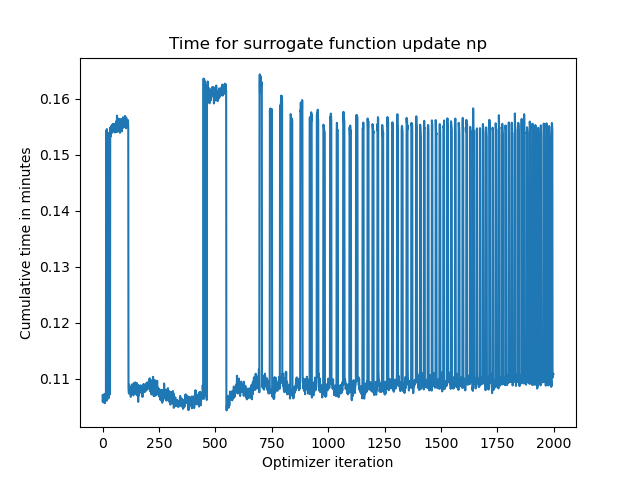 Time for surrogate function update np
Cumulative time in minutes
0.16
0.15
0.14
0.13
0.12
0.11
0 250 500 750 1000 1250 1500 1750 2000
Optimizer iteration